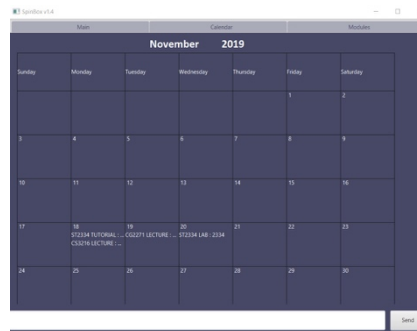 SpinBox v1.4
Main Calendar Modules
November 2019
Sunday Monday Tuesday Wednesday Thursday Friday Saturday
1 2
3 4 5 6 7 8 9
10 11 12 13 14 15 16
17 18 19 20 21 22 23
ST2334 TUTORIAL : ... CG2271 LECTURE : ... ST2334 LAB : 2334
CS3216 LECTURE : ...
24 25 26 27 28 29 30
Send